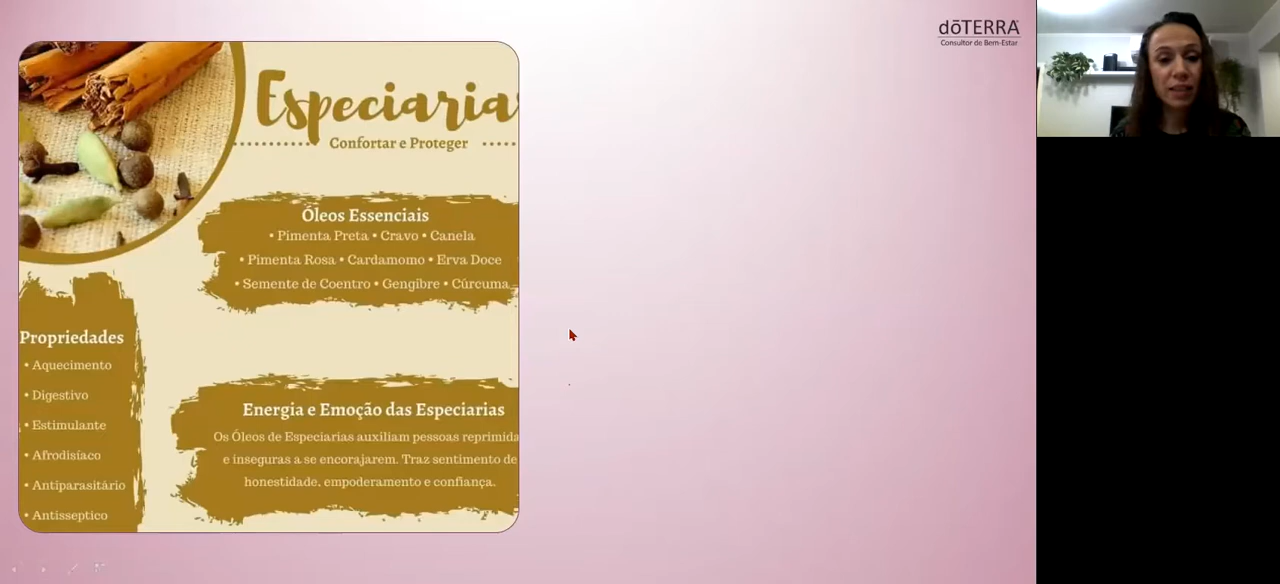 dōTERRA
Consultor de Bem-Estar
Especiaria
Confortar e Proteger
Óleos Essenciais
• Pimenta Preta • Cravo • Canela
• Pimenta Rosa • Cardamomo • Erva Doce
• Semente de Coentro • Gengibre • Cúrcuma
Propriedades
• Aquecimento
• Digestivo
• Estimulante
• Afrodisíaco
• Antiparasitário
• Antisseptico
Energia e Emoção das Especiarias
Os Óleos de Especiarias auxiliam pessoas reprimida
e inseguras a se encorajarem. Traz sentimento de
honestidade, empoderamento e confiança.